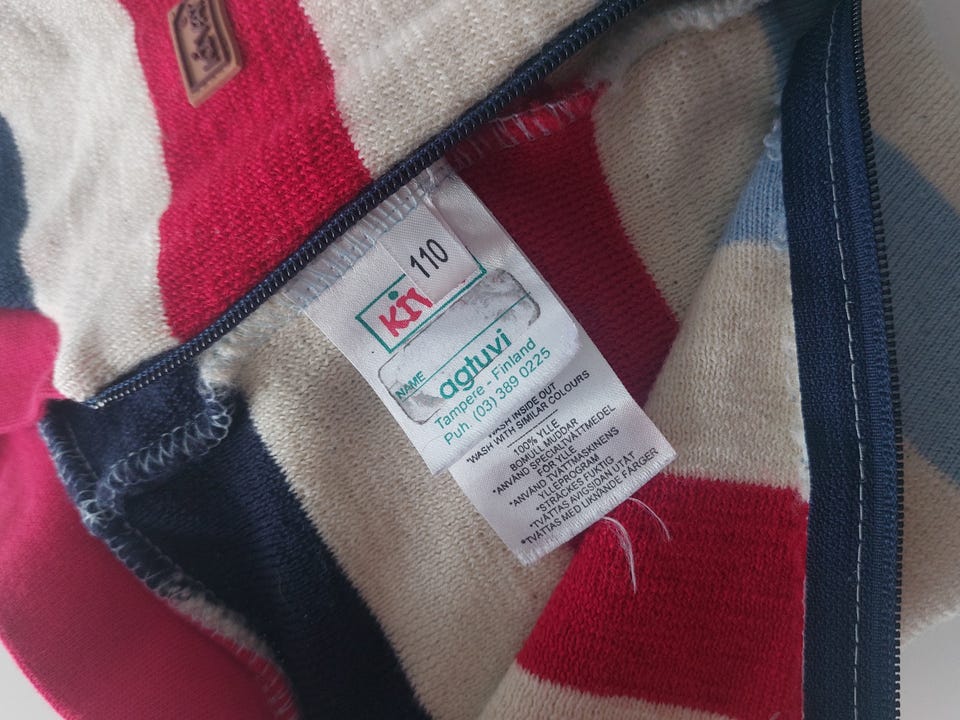 110
NAME
agtuvi
Tampere - Finland
Puh. (03) 389 0225
WASH INSIDE OUT
*WASH WITH SIMILAR COLOURS
100% YLLE
BOMULL MUDDAR
*ANVÄND SPECIALTVÄTTMEDEL
FÖR YLLE
*ANVÄND TVÄTTMASKINENS
YLLEPROGRAM
*STRÄCKES FUKTIG
*TVÄTTAS AVIGSIDAN UTÅT
*TVÄTTAS MED LIKNANDE FÄRGER